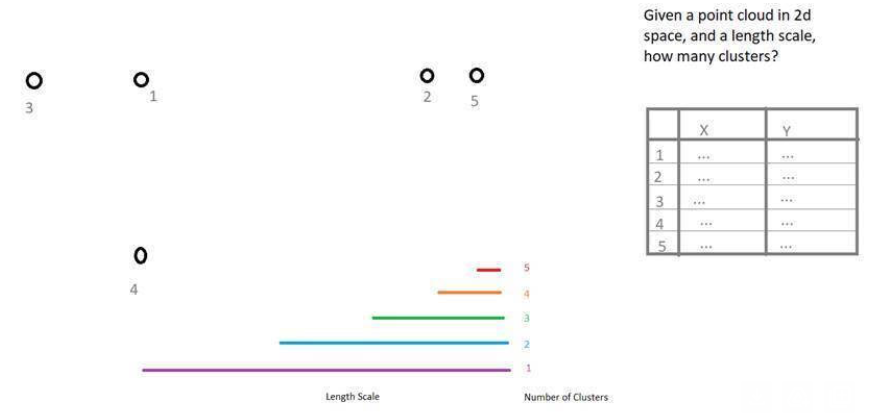 Given a point cloud in 2d
space, and a length scale,
how many clusters?
3
1
2
5
4
X Y
1 ... ...
2 ... ...
3 ... ...
4 ... ...
5 ... ...
5
4
3
2
1
Length Scale
Number of Clusters